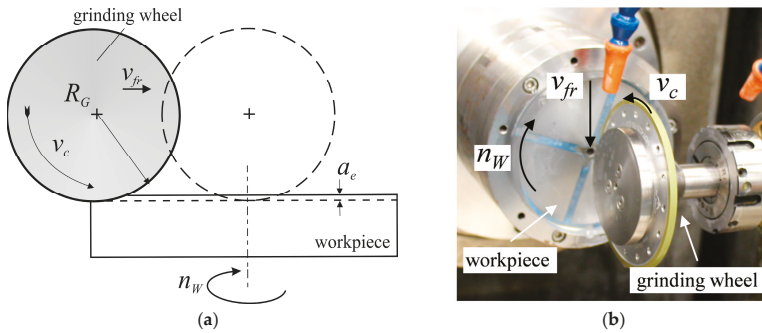 grinding wheel
v_fr
R_G
v_c
a_e
workpiece
n_W
(a)
v_fr
v_c
n_W
workpiece
grinding wheel
(b)